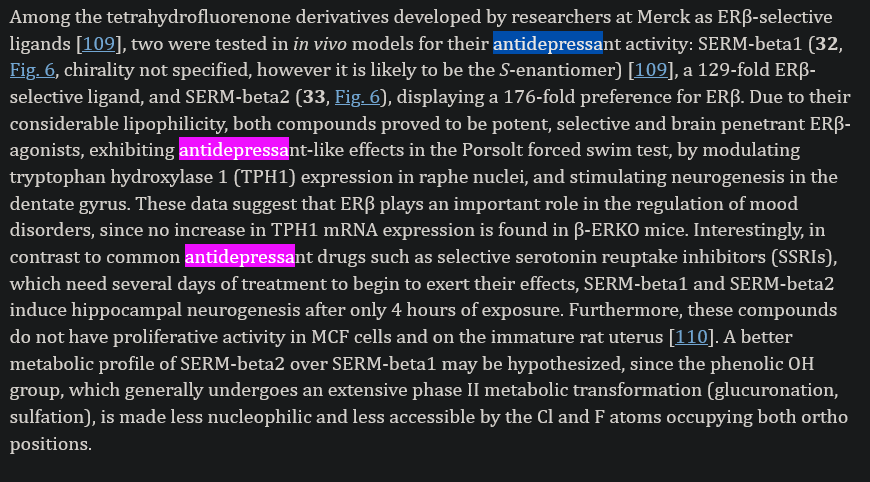 Among the tetrahydrofluorenone derivatives developed by researchers at Merck as ERβ-selective
ligands [109], two were tested in in vivo models for their antidepressant activity: SERM-beta1 (32,
Fig. 6, chirality not specified, however it is likely to be the S-enantiomer) [109], a 129-fold ERβ-
selective ligand, and SERM-beta2 (33, Fig. 6), displaying a 176-fold preference for ERβ. Due to their
considerable lipophilicity, both compounds proved to be potent, selective and brain penetrant ERβ-
agonists, exhibiting antidepressant-like effects in the Porsolt forced swim test, by modulating
tryptophan hydroxylase 1 (TPH1) expression in raphe nuclei, and stimulating neurogenesis in the
dentate gyrus. These data suggest that ERβ plays an important role in the regulation of mood
disorders, since no increase in TPH1 mRNA expression is found in β-ERKO mice. Interestingly, in
contrast to common antidepressant drugs such as selective serotonin reuptake inhibitors (SSRIs),
which need several days of treatment to begin to exert their effects, SERM-beta1 and SERM-beta2
induce hippocampal neurogenesis after only 4 hours of exposure. Furthermore, these compounds
do not have proliferative activity in MCF cells and on the immature rat uterus [110]. A better
metabolic profile of SERM-beta2 over SERM-beta1 may be hypothesized, since the phenolic OH
group, which generally undergoes an extensive phase II metabolic transformation (glucuronation,
sulfation), is made less nucleophilic and less accessible by the Cl and F atoms occupying both ortho
positions.